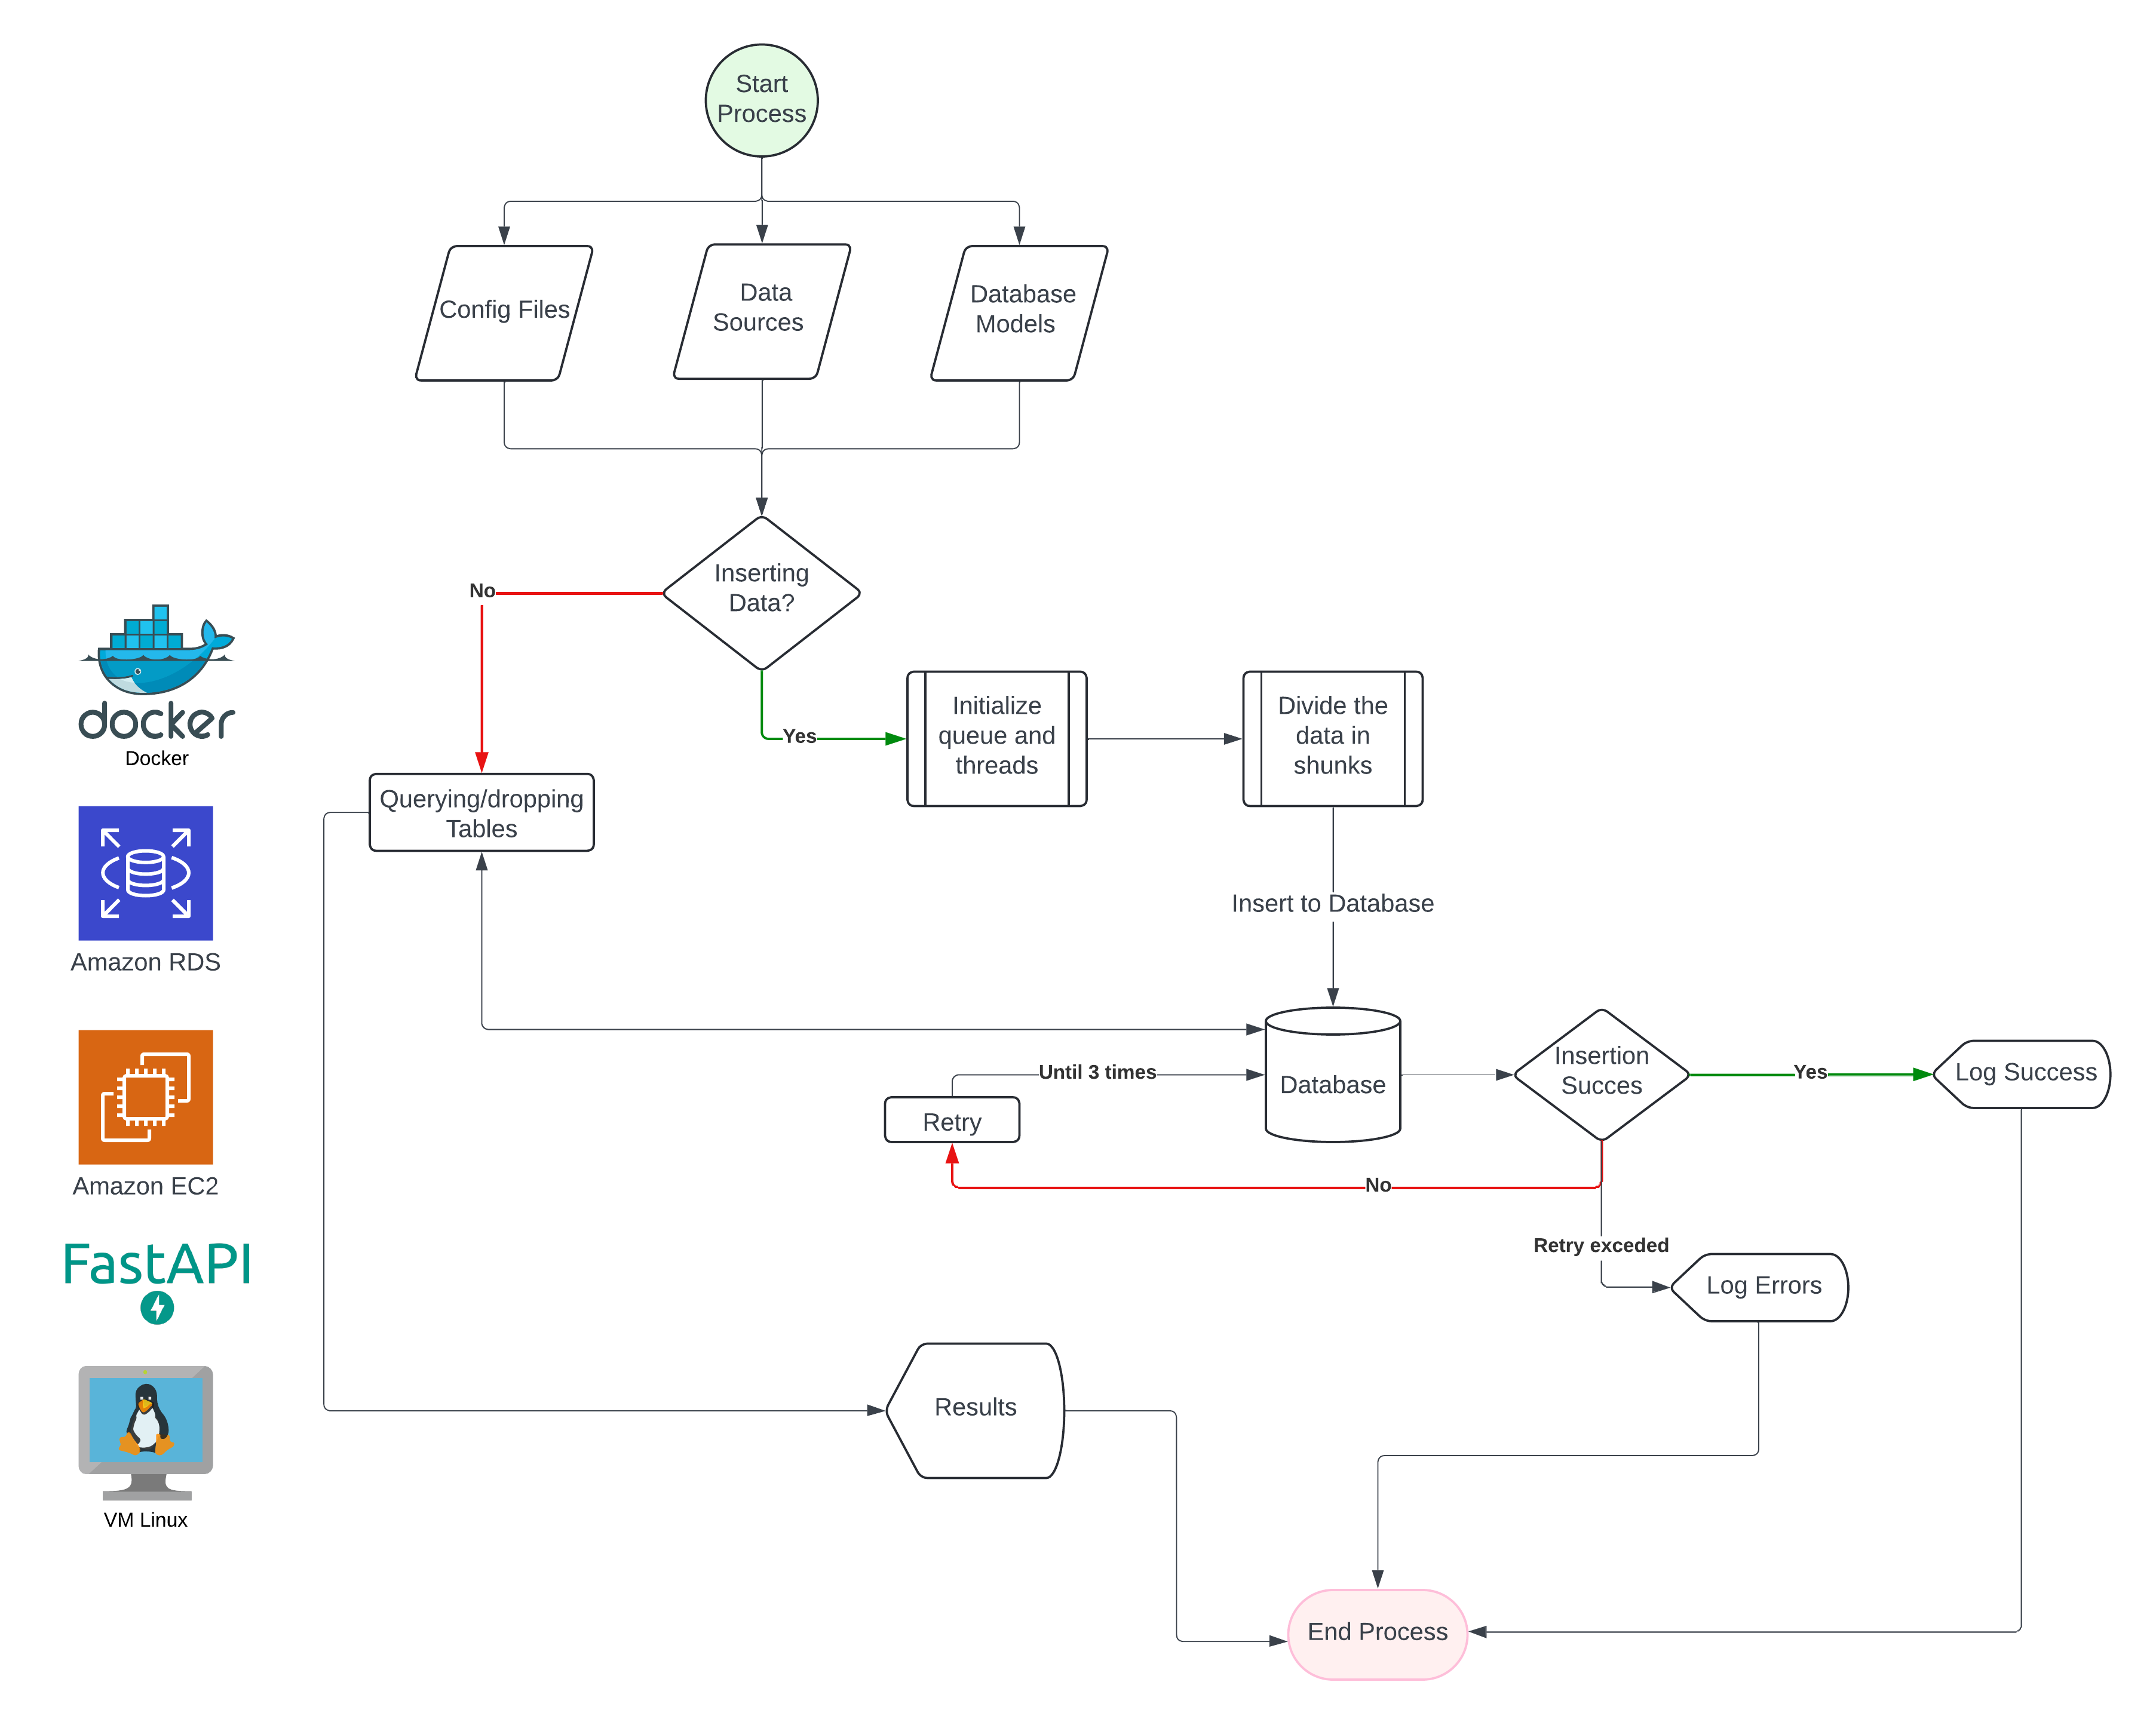 Start
Process
Config Files
Data
Sources
Database
Models
Inserting
Data?
No
Yes
Initialize
queue and
threads
Divide the
data in
shunks
docker
Docker
Querying/dropping
Tables
Insert to Database
Amazon RDS
Database
Insertion
Succes
Yes
Log Success
Until 3 times
Retry
No
Amazon EC2
Retry exceded
Log Errors
FastAPI
Results
VM Linux
End Process